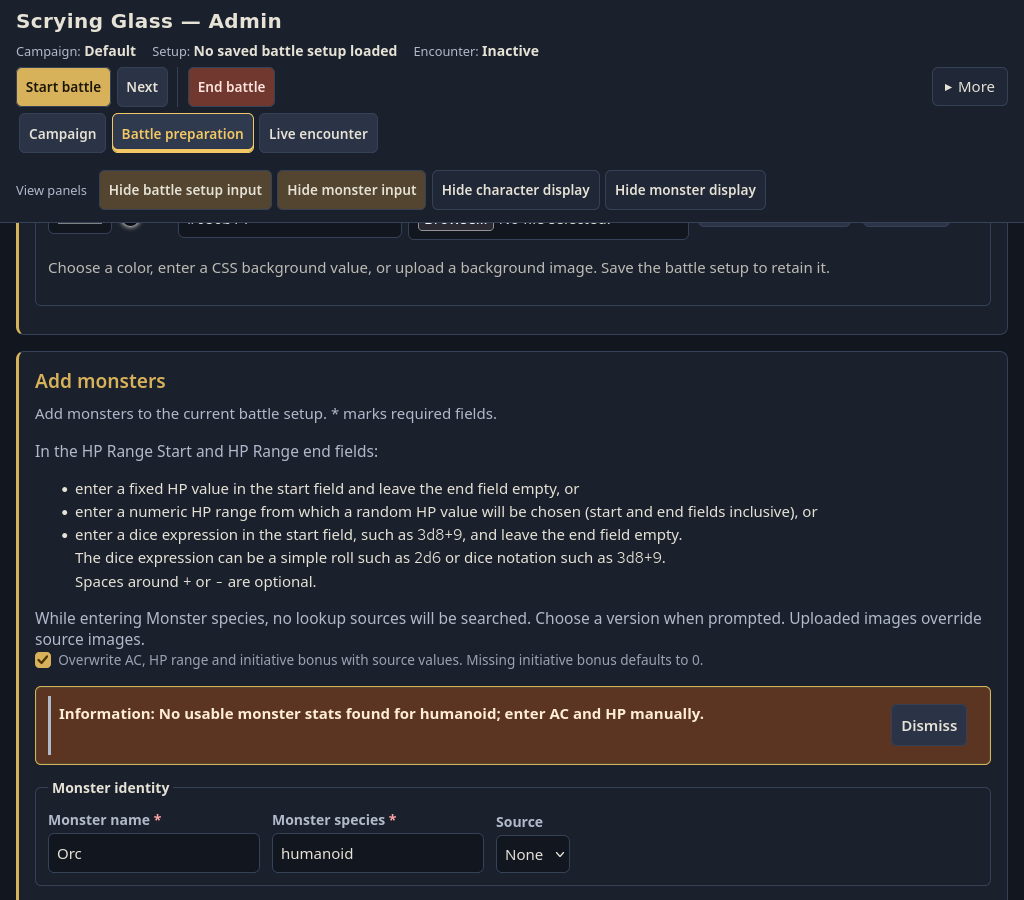 Scrying Glass — Admin
Campaign: Default Setup: No saved battle setup loaded Encounter: Inactive
Start battle Next End battle ▸ More
Campaign Battle preparation Live encounter
View panels Hide battle setup input Hide monster input Hide character display Hide monster display
Choose a color, enter a CSS background value, or upload a background image. Save the battle setup to retain it.
Add monsters
Add monsters to the current battle setup. * marks required fields.
In the HP Range Start and HP Range end fields:
• enter a fixed HP value in the start field and leave the end field empty, or
• enter a numeric HP range from which a random HP value will be chosen (start and end fields inclusive), or
• enter a dice expression in the start field, such as 3d8+9, and leave the end field empty.
The dice expression can be a simple roll such as 2d6 or dice notation such as 3d8+9.
Spaces around + or - are optional.
While entering Monster species, no lookup sources will be searched. Choose a version when prompted. Uploaded images override
source images.
Overwrite AC, HP range and initiative bonus with source values. Missing initiative bonus defaults to 0.
Information: No usable monster stats found for humanoid; enter AC and HP manually.
Dismiss
Monster identity
Monster name * Monster species * Source
Orc humanoid None